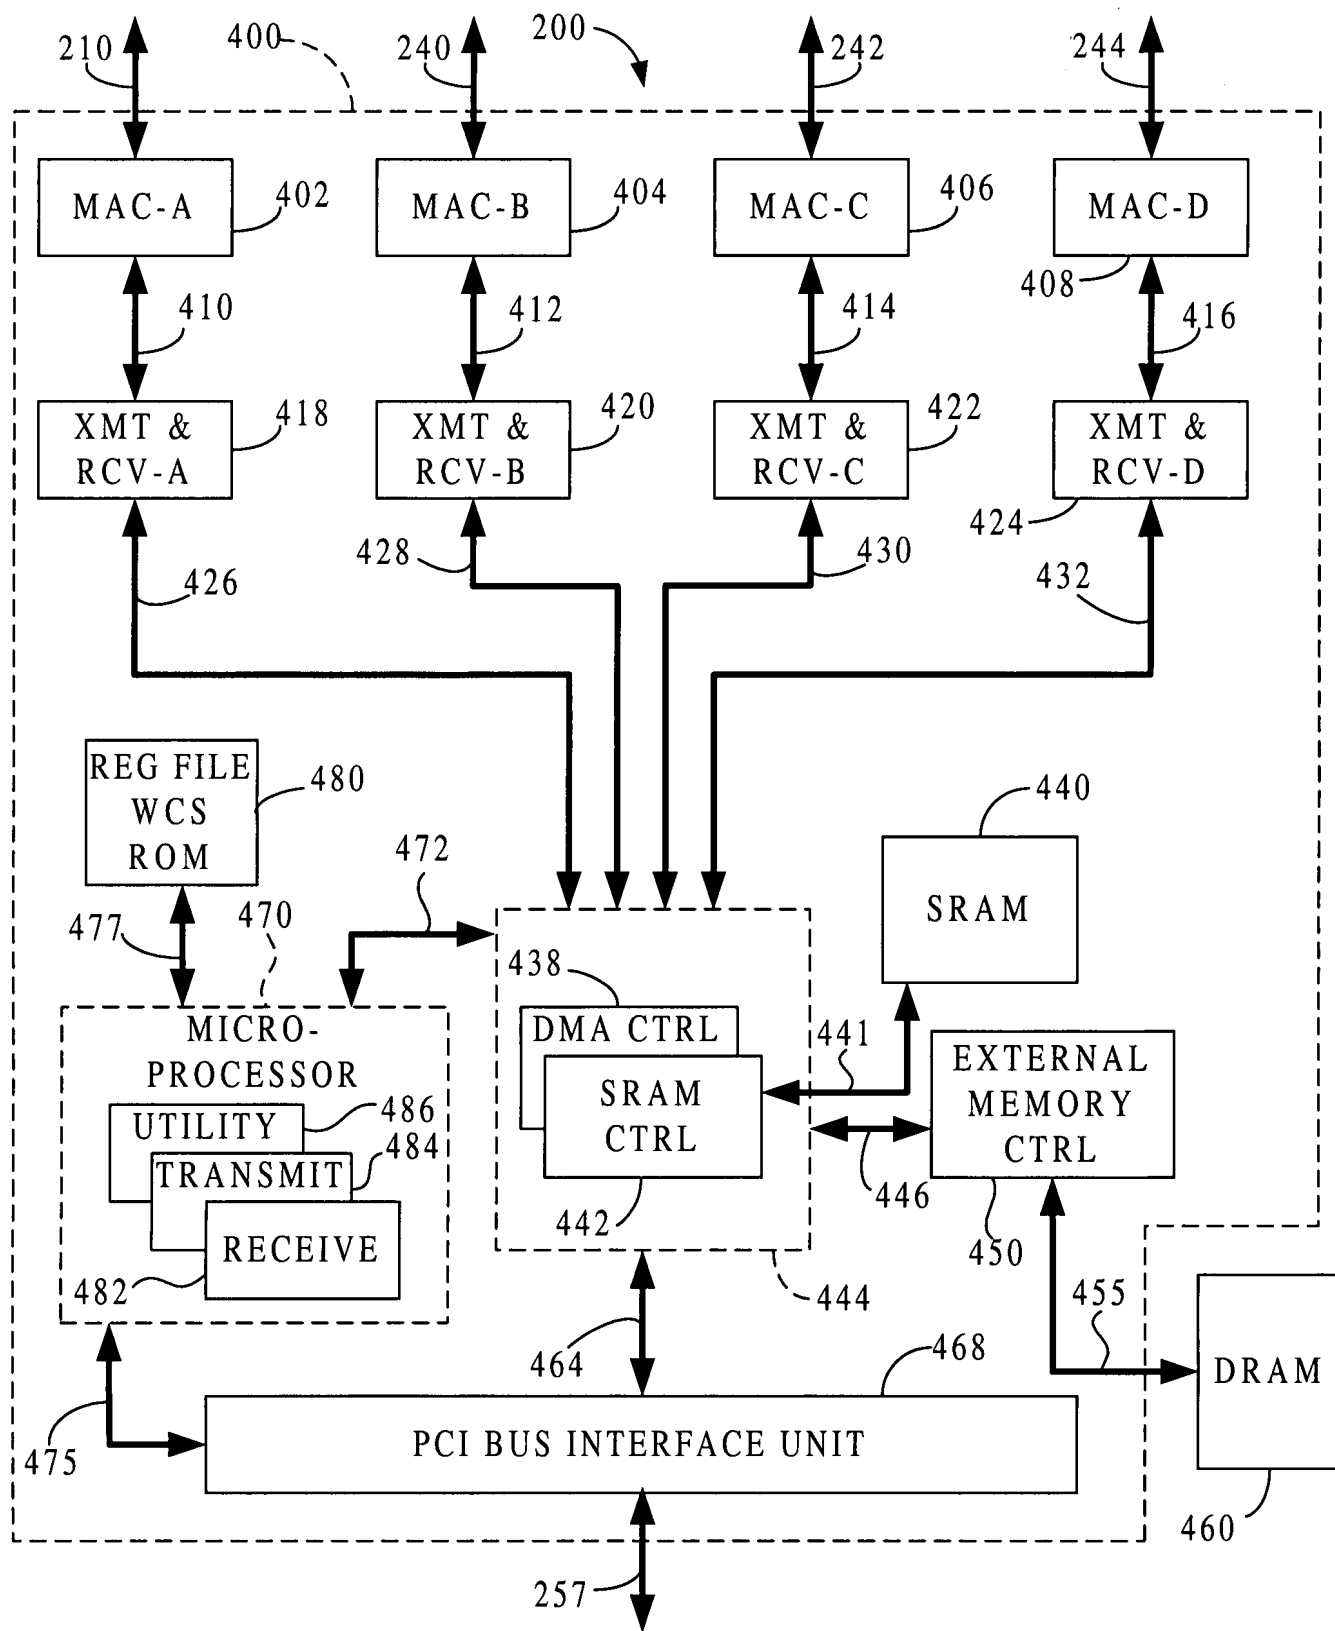 210
400
240
200
242
244
MAC-A
402
MAC-B
404
MAC-C
406
MAC-D
408
410
412
414
416
XMT &
RCV-A
418
XMT &
RCV-B
420
XMT &
RCV-C
422
XMT &
RCV-D
424
426
428
430
432
REG FILE
WCS
ROM
480
472
440
SRAM
477
470
438
DMA CTRL
SRAM
CTRL
441
442
EXTERNAL
MEMORY
CTRL
446
450
MICRO-
PROCESSOR
UTILITY
486
TRANSMIT
484
RECEIVE
482
444
455
464
468
DRAM
460
475
PCI BUS INTERFACE UNIT
257